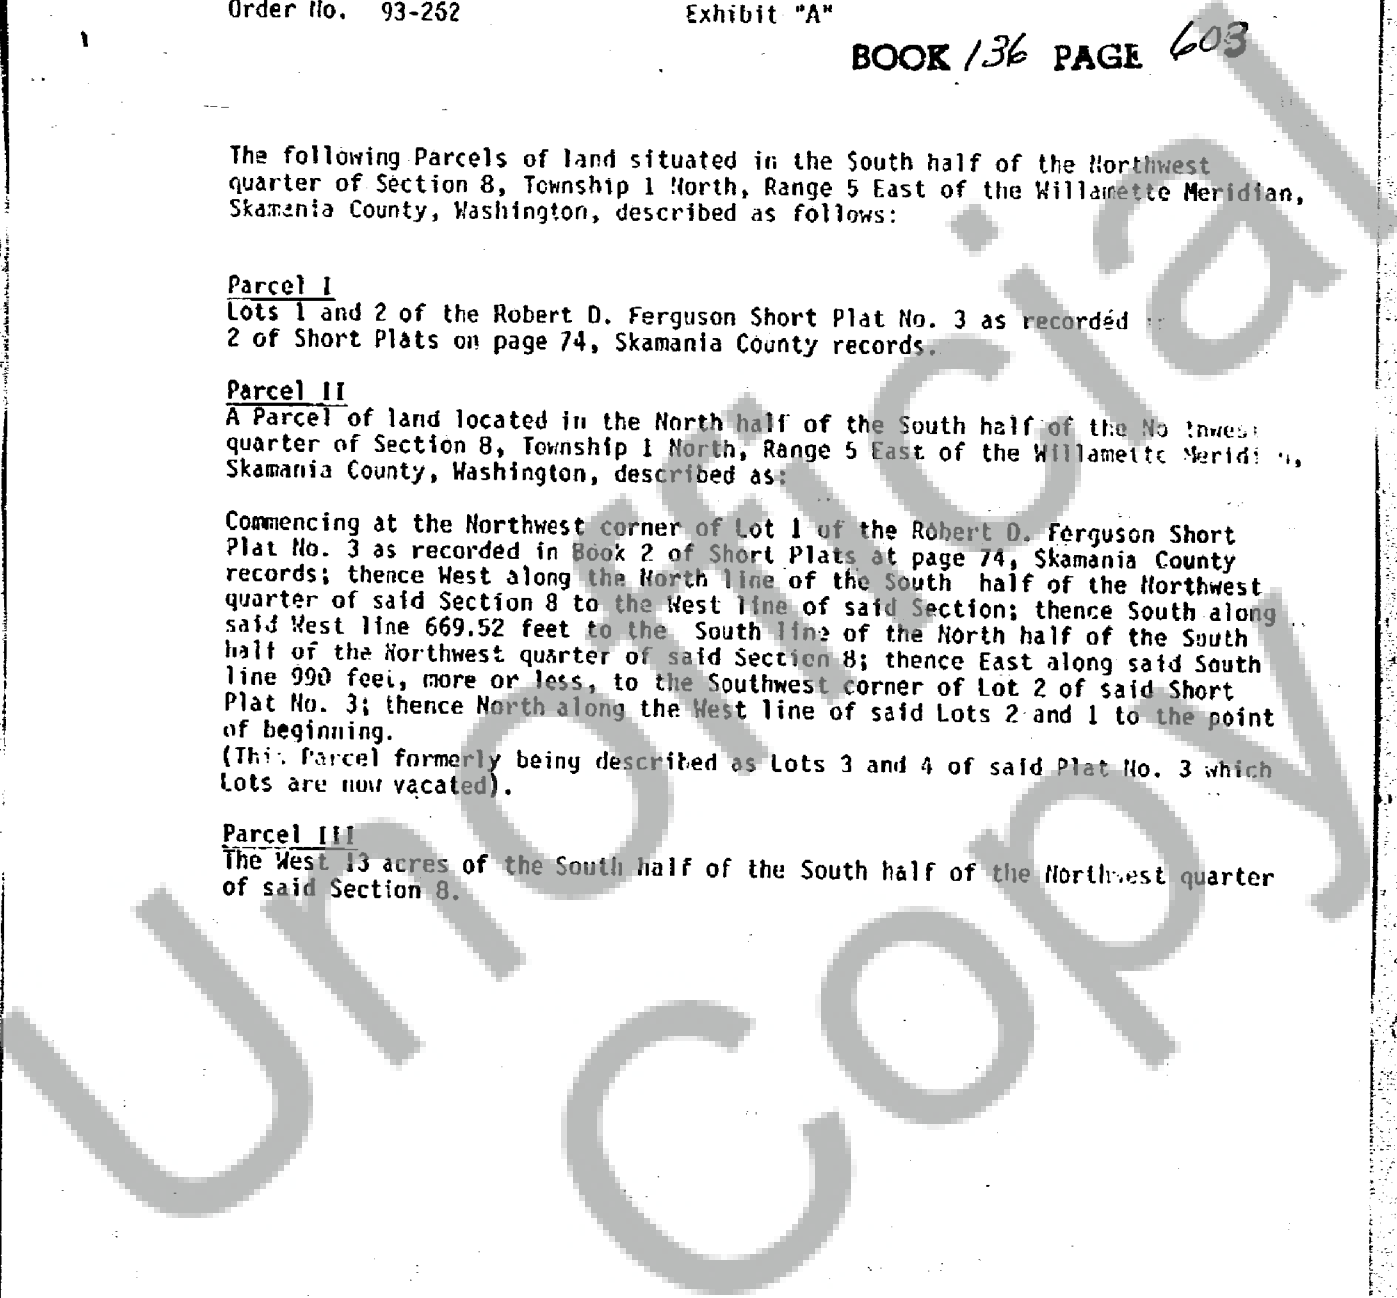 Order No. 93-262 Exhibit "A"
BOOK 136 PAGE 603
The following Parcels of land situated in the South half of the Northwest
quarter of Section 8, Township 1 North, Range 5 East of the Willamette Meridian,
Skamania County, Washington, described as follows:
Parcel I
Lots 1 and 2 of the Robert D. Ferguson Short Plat No. 3 as recorded
2 of Short Plats on page 74, Skamania County records.
Parcel II
A Parcel of land located in the North half of the South half of the Northwest
quarter of Section 8, Township 1 North, Range 5 East of the Willamette Meridian,
Skamania County, Washington, described as:
Commencing at the Northwest corner of Lot 1 of the Robert D. Ferguson Short
Plat No. 3 as recorded in Book 2 of Short Plats at page 74, Skamania County
records; thence West along the North line of the South half of the Northwest
quarter of said Section 8 to the West line of said Section; thence South along
said West line 669.52 feet to the South line of the North half of the South
half of the Northwest quarter of said Section 8; thence East along said South
line 990 feet, more or less, to the Southwest corner of Lot 2 of said Short
Plat No. 3; thence North along the West line of said Lots 2 and 1 to the point
of beginning.
(This Parcel formerly being described as Lots 3 and 4 of said Plat No. 3 which
Lots are now vacated).
Parcel III
The West 13 acres of the South half of the South half of the Northwest quarter
of said Section 8.
Unofficial
Copy